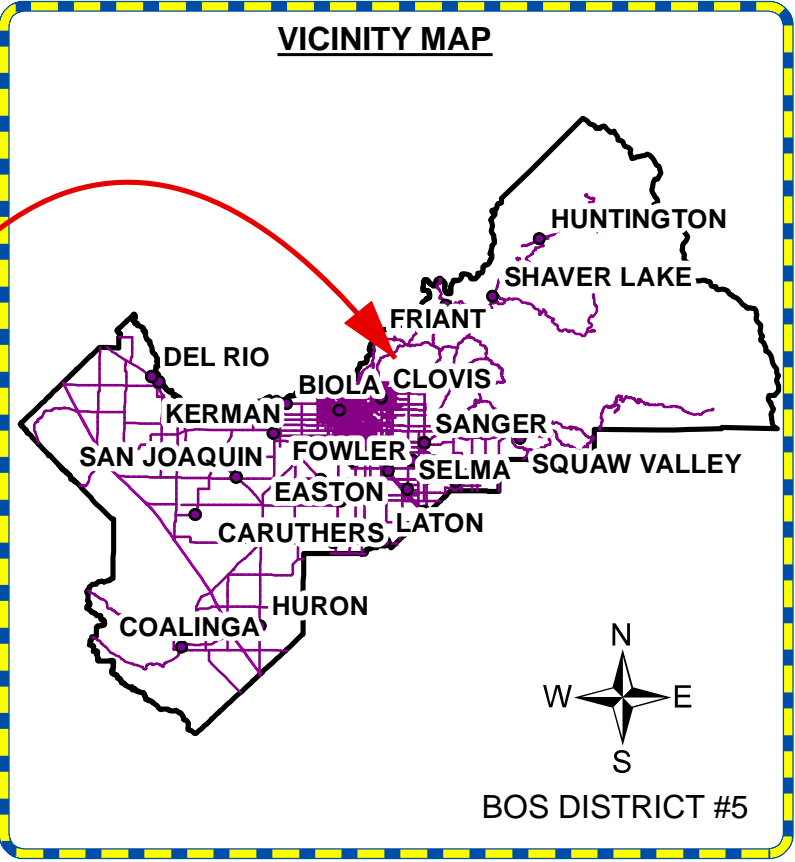 VICINITY MAP
HUNTINGTON
SHAVER LAKE
FRIANT
DEL RIO
BIOLA
CLOVIS
KERMAN
SANGER
SAN JOAQUIN
FOWLER
SELMA
SQUAW VALLEY
EASTON
CARUTHERS
LATON
HURON
COALINGA
N
W
E
S
BOS DISTRICT #5